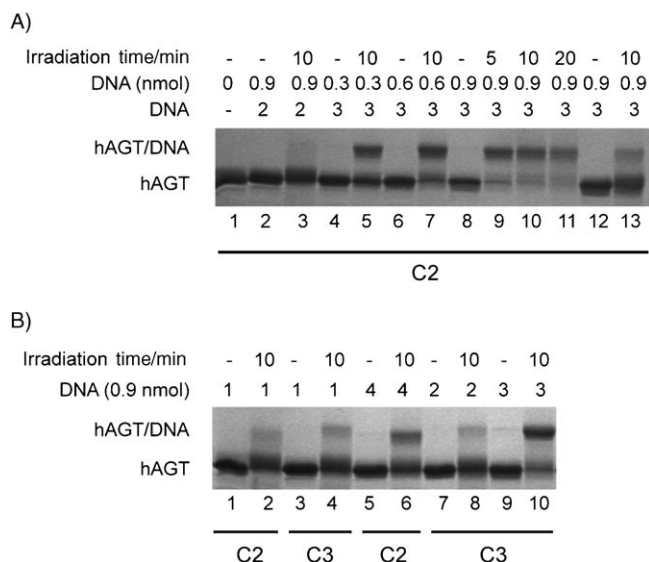 A)
Irradiation time/min - - 10 - 10 - 10 - 5 10 20 - 10
DNA (nmol) 0 0.9 0.9 0.3 0.3 0.6 0.6 0.9 0.9 0.9 0.9 0.9 0.9
DNA - 2 2 3 3 3 3 3 3 3 3 3 3
hAGT/DNA
hAGT
1 2 3 4 5 6 7 8 9 10 11 12 13
C2
B)
Irradiation time/min - 10 - 10 - 10 - 10 - 10
DNA (0.9 nmol) 1 1 1 1 4 4 2 2 3 3
hAGT/DNA
hAGT
1 2 3 4 5 6 7 8 9 10
C2 C3 C2 C3